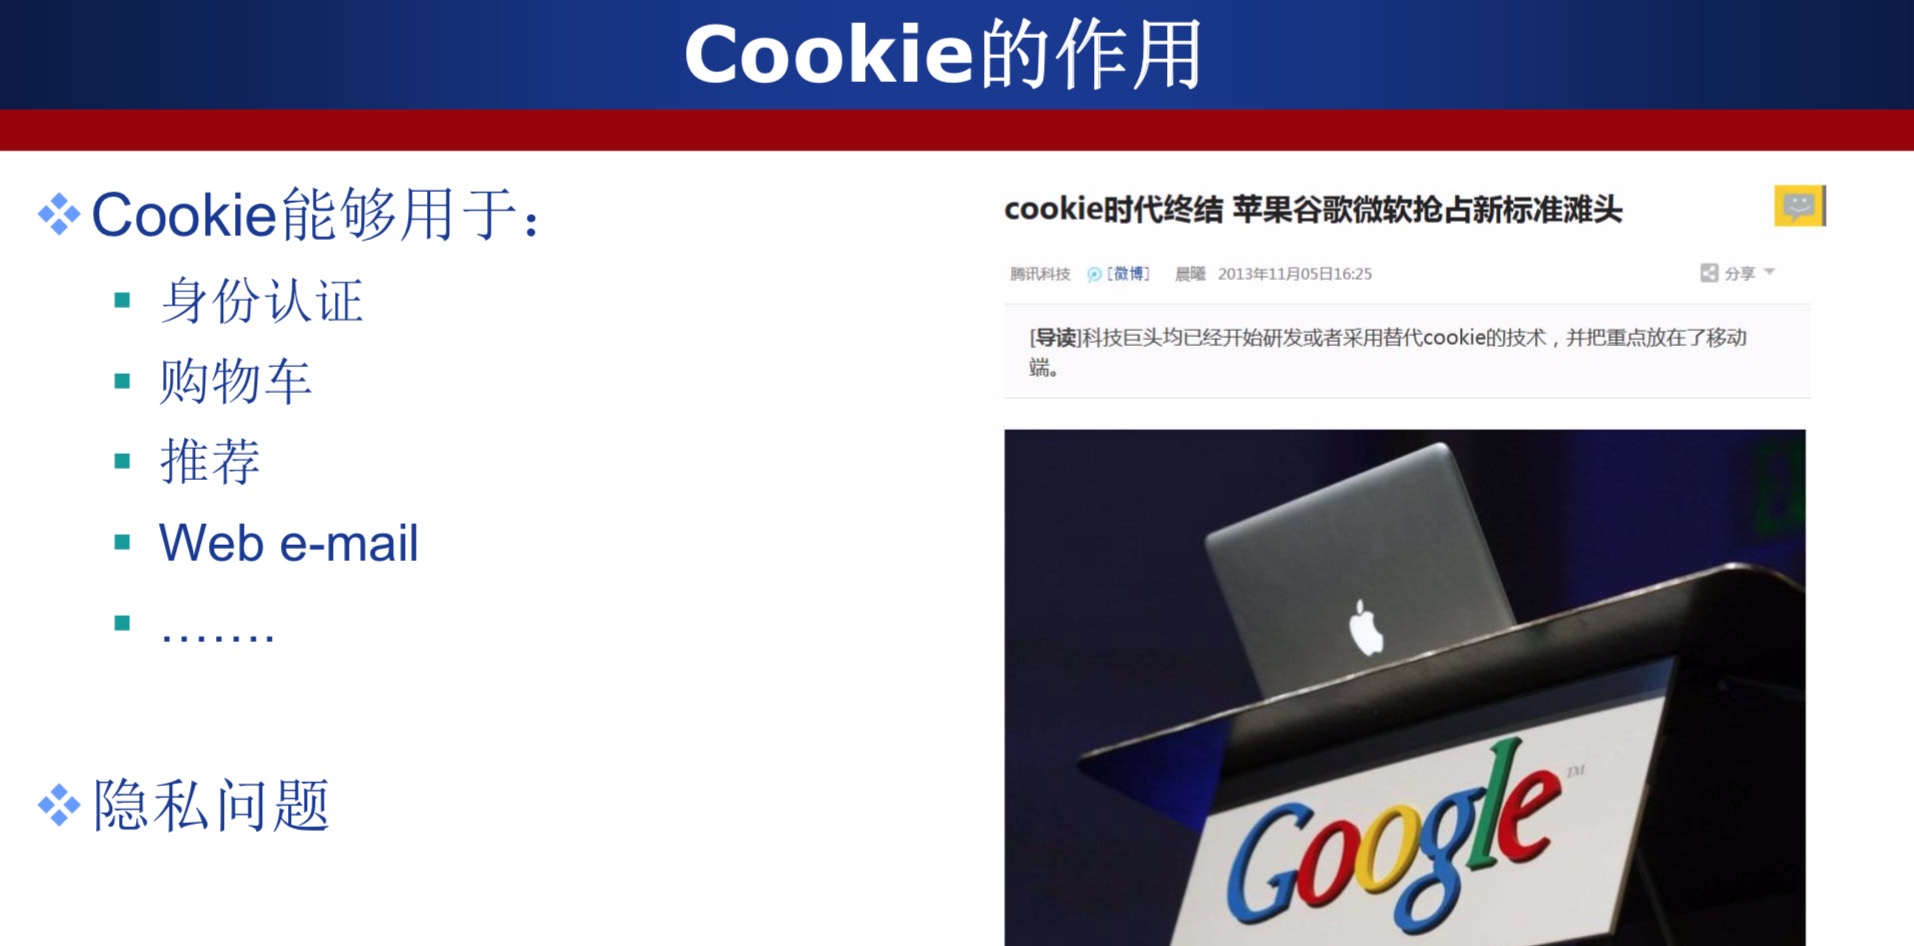 Cookie的作用
Cookie能够用于：
身份认证
购物车
推荐
Web e-mail
.......
隐私问题
cookie时代终结 苹果谷歌微软抢占新标准滩头
腾讯科技 [微博] 晨曦 2013年11月05日16:25 分享
[导读]科技巨头均已经开始研发或者采用替代cookie的技术，并把重点放在了移动
端。
Google™